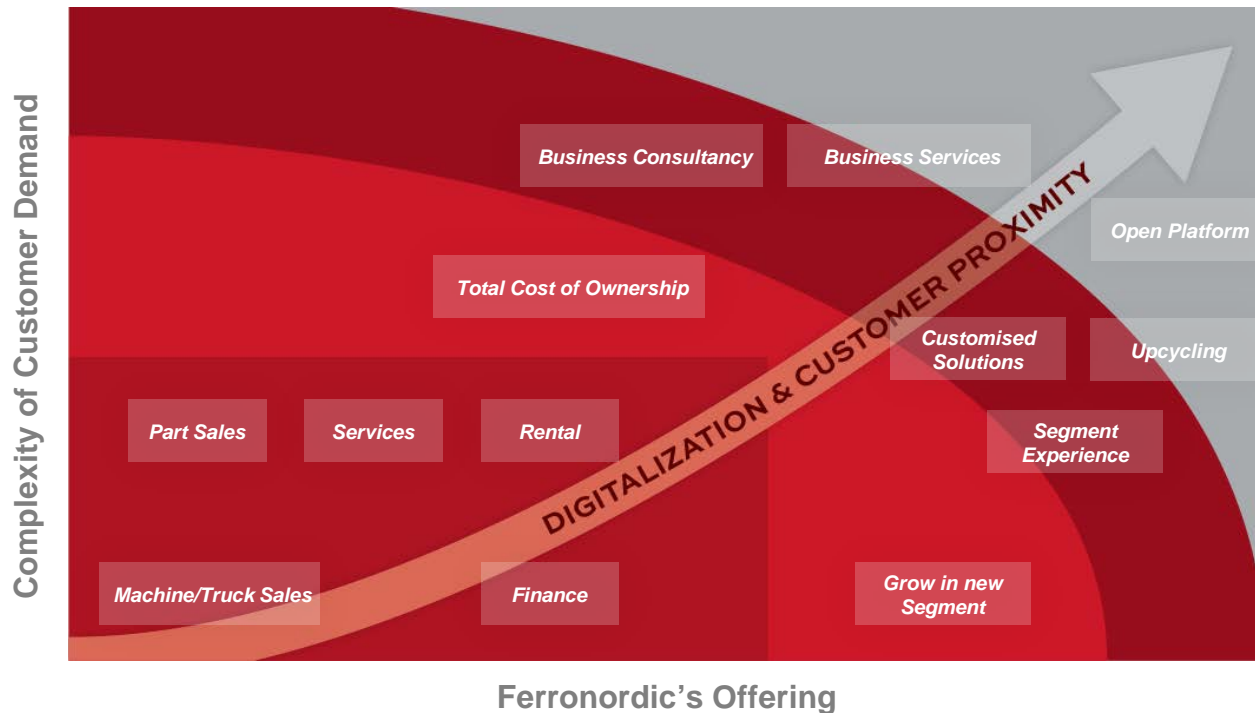 Complexity of Customer Demand
Business Consultancy
Business Services
Open Platform
Total Cost of Ownership
DIGITALIZATION & CUSTOMER PROXIMITY
Customised
Solutions
Upcycling
Part Sales
Services
Rental
Segment
Experience
Machine/Truck Sales
Finance
Grow in new
Segment
Ferronordic's Offering